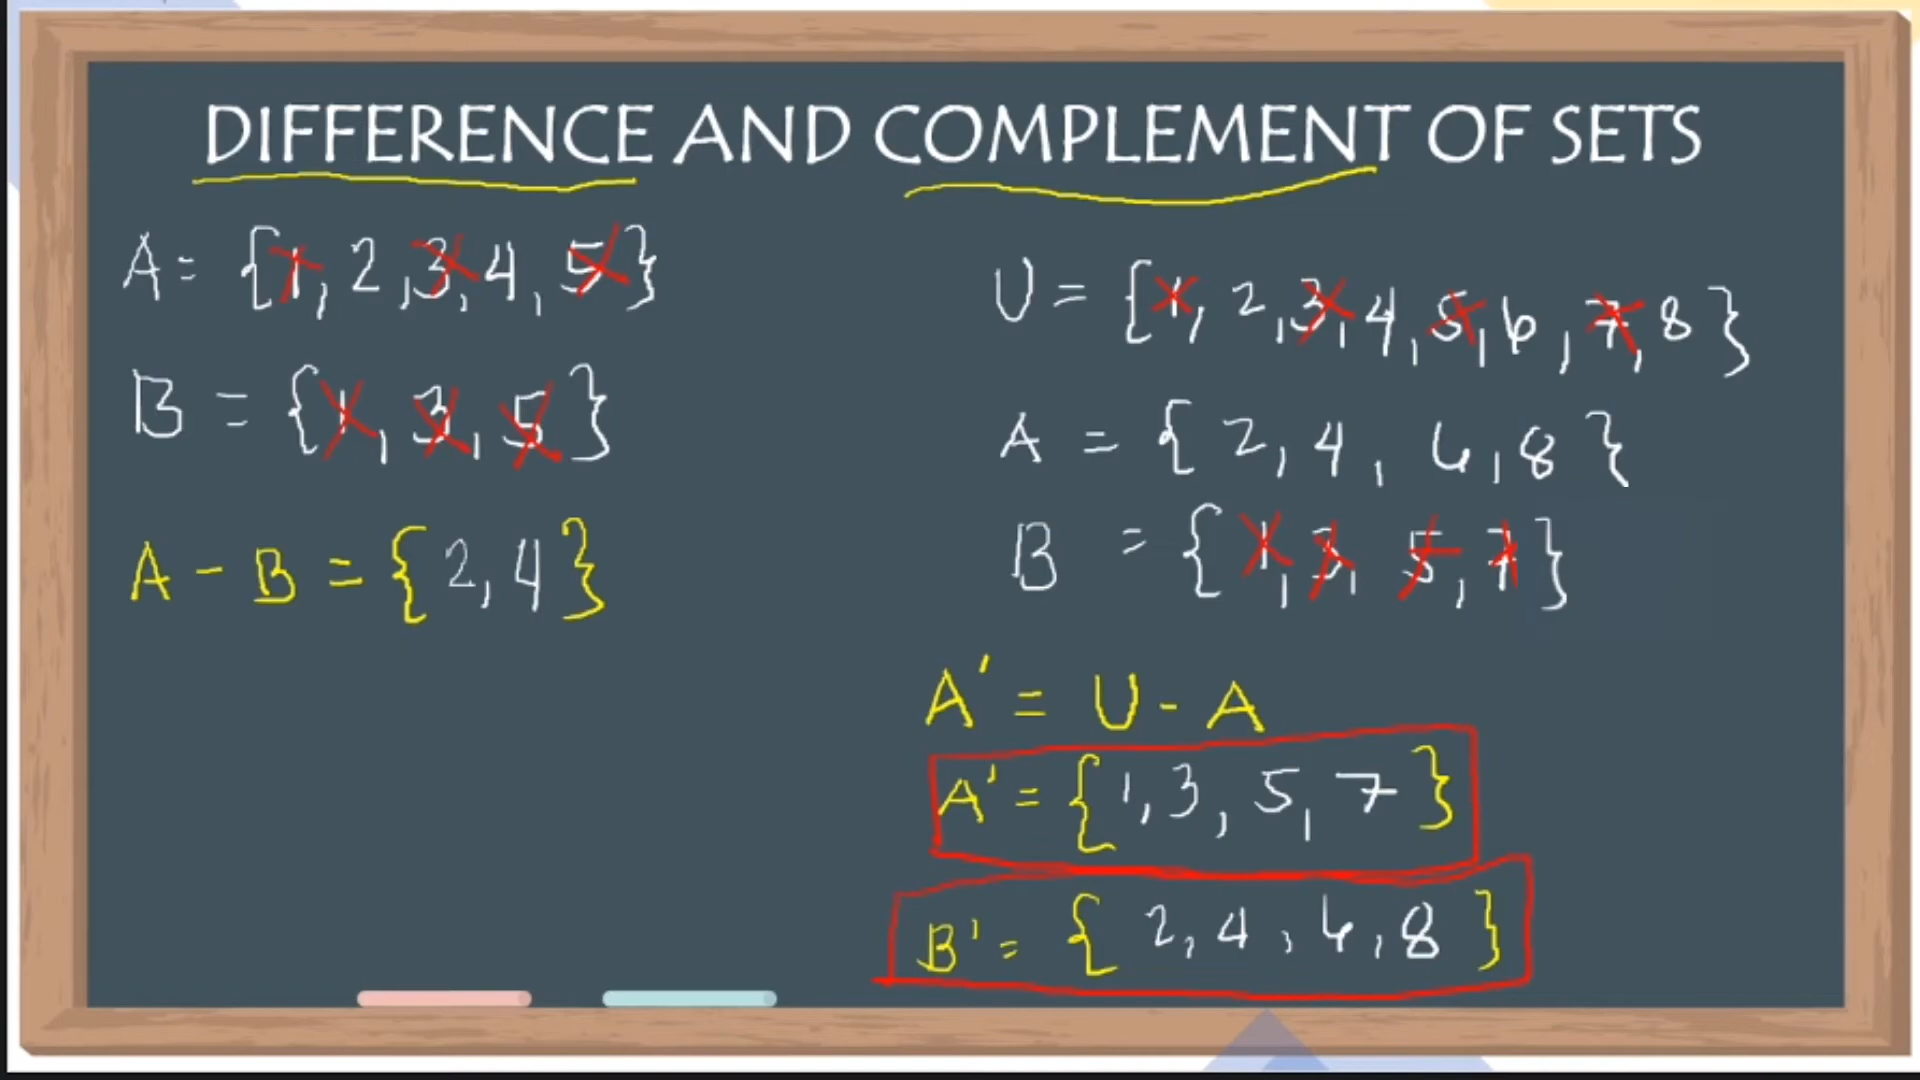 DIFFERENCE AND COMPLEMENT OF SETS
A = {1, 2, 3, 4, 5}
B = {1, 3, 5}
A - B = {2, 4}
U = {1, 2, 3, 4, 5, 6, 7, 8}
A = {2, 4, 6, 8}
B = {1, 3, 5, 7}
A' = U - A
A' = {1, 3, 5, 7}
B' = {2, 4, 6, 8}